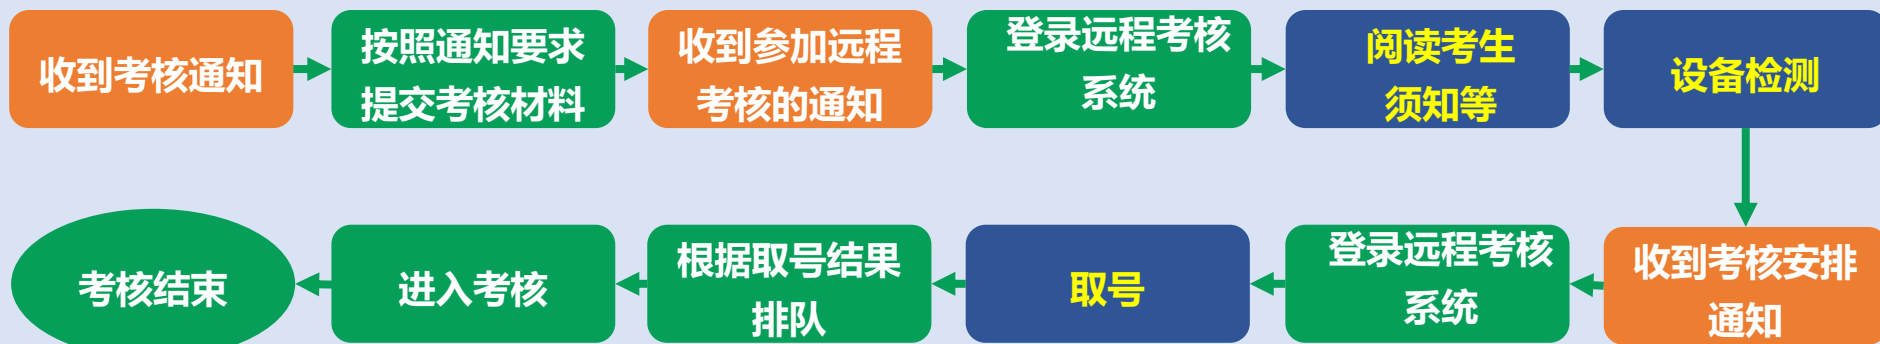 收到考核通知
按照通知要求
提交考核材料
收到参加远程
考核的通知
登录远程考核
系统
阅读考生
须知等
设备检测
收到考核安排
通知
登录远程考核
系统
取号
根据取号结果
排队
进入考核
考核结束